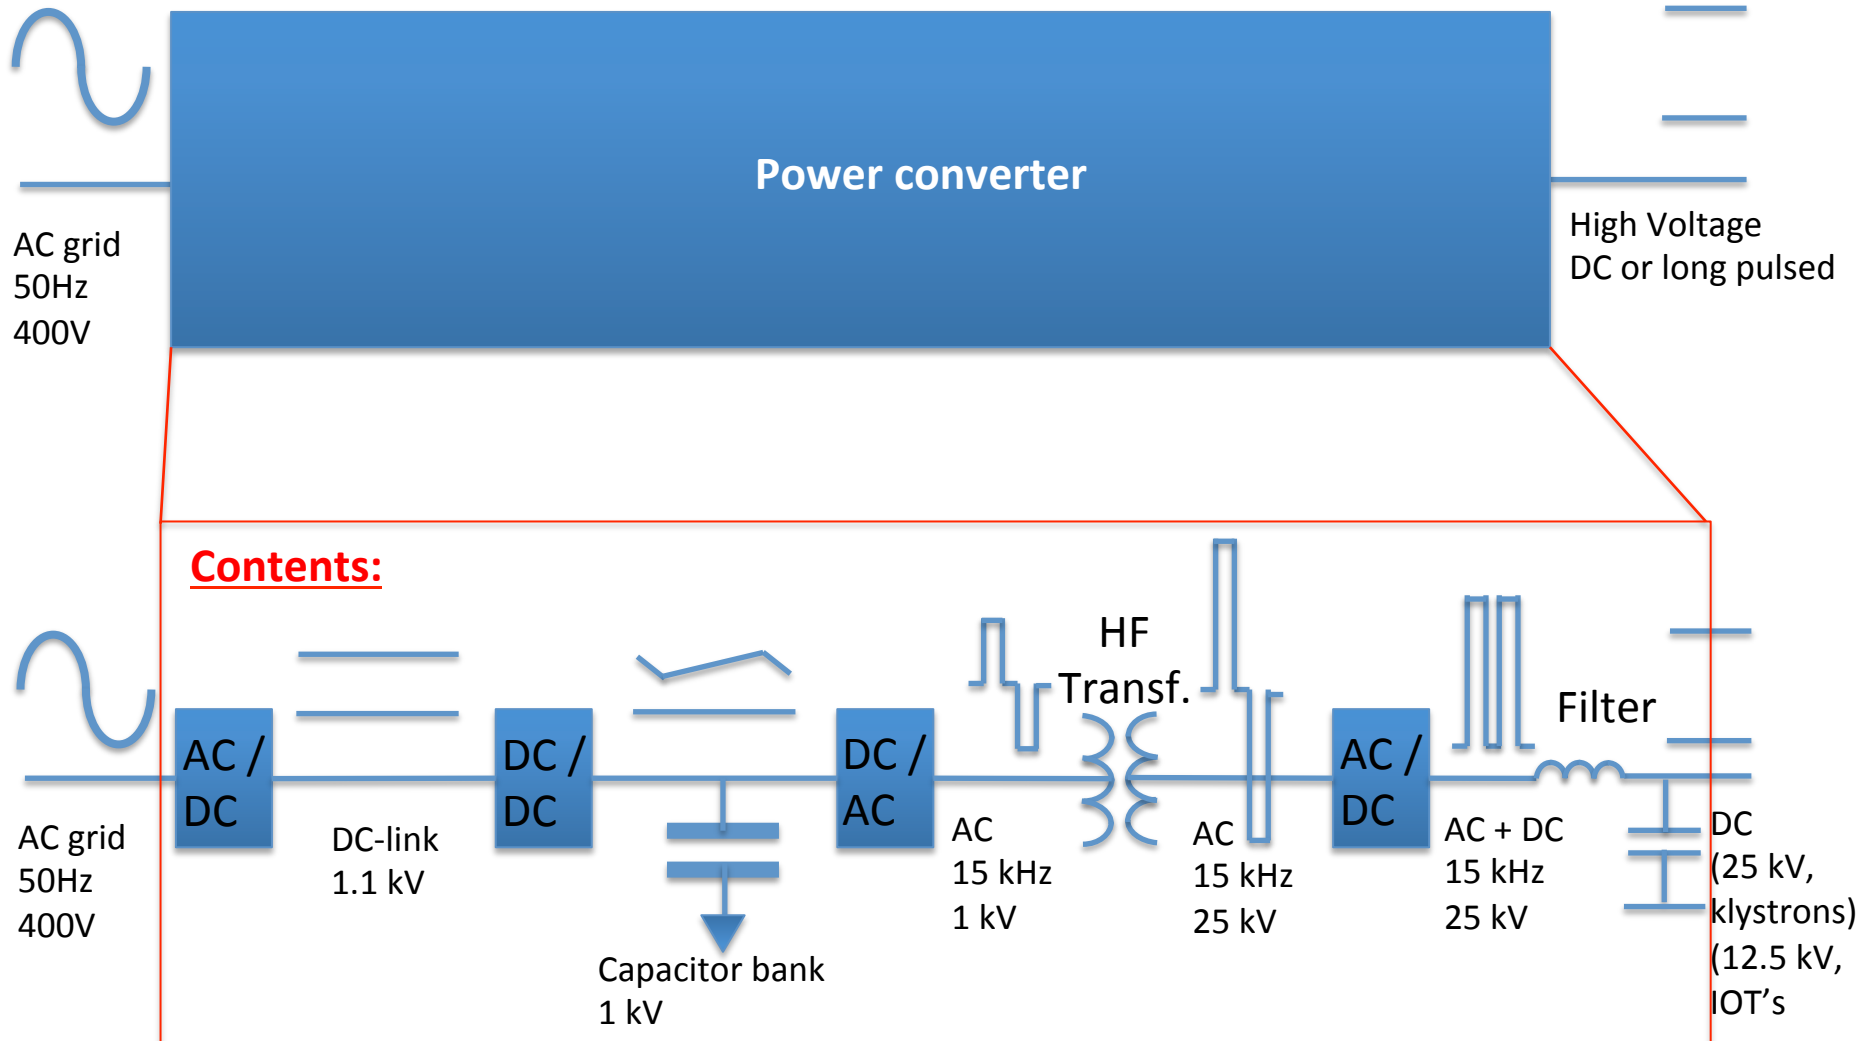 Power converter
AC grid
50Hz
400V
High Voltage
DC or long pulsed
Contents:
HF
Transf.
Filter
AC /
DC
DC /
DC
DC /
AC
AC /
DC
AC grid
50Hz
400V
DC-link
1.1 kV
Capacitor bank
1 kV
AC
15 kHz
1 kV
AC
15 kHz
25 kV
AC + DC
15 kHz
25 kV
DC
(25 kV,
klystrons)
(12.5 kV,
IOT’s